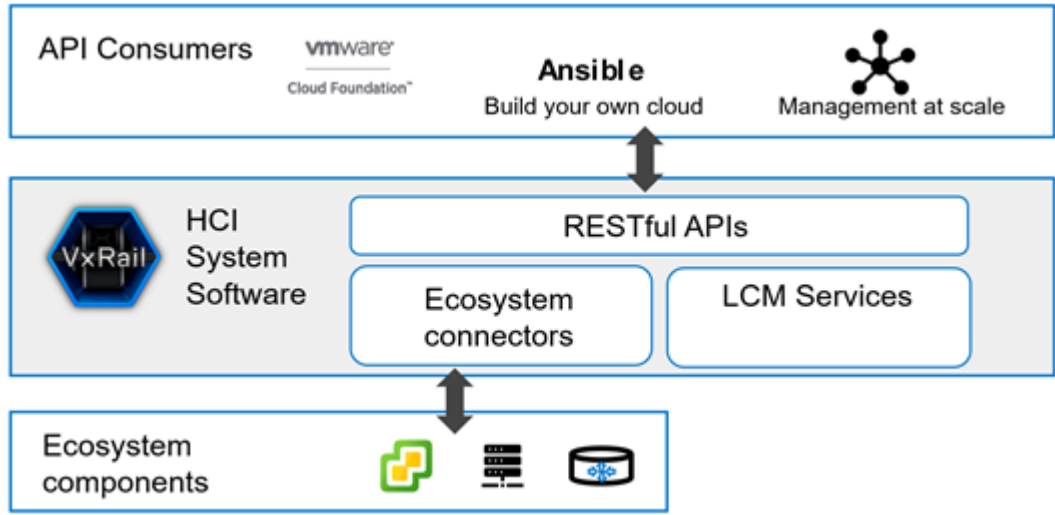 API Consumers
vmware®
Cloud Foundation™
Ansible
Build your own cloud
Management at scale
VxRail
HCI
System
Software
RESTful APIs
Ecosystem
connectors
LCM Services
Ecosystem
components